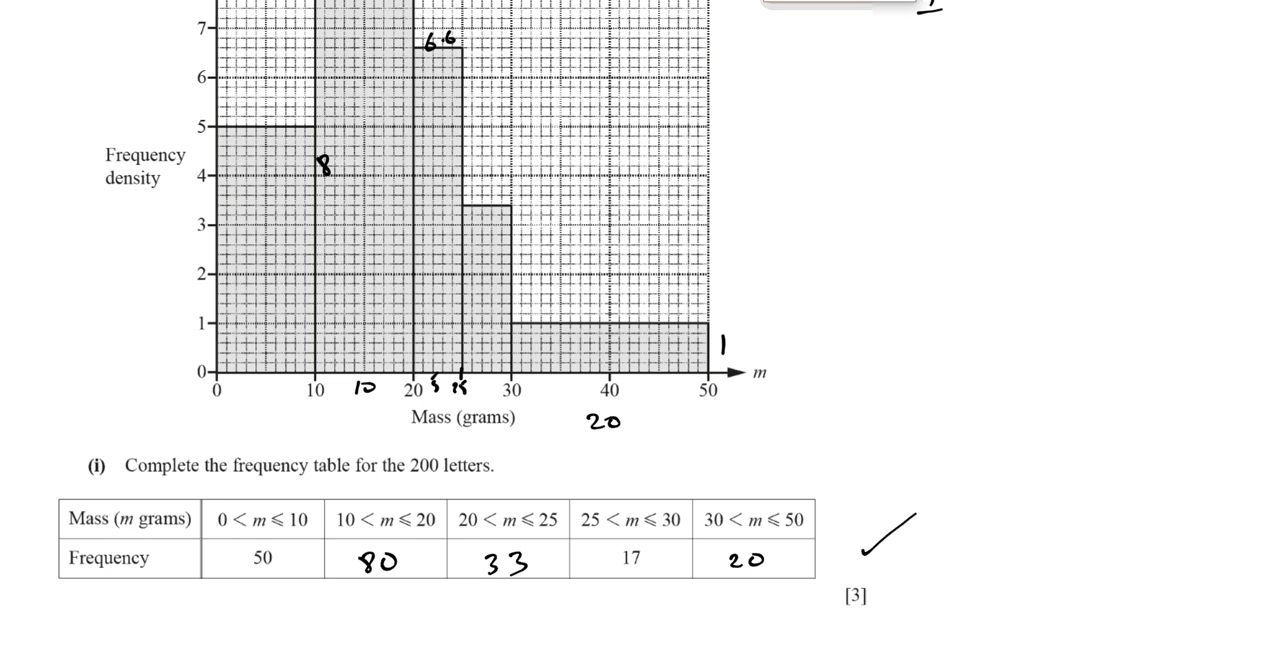 7
6.6
6
5
Frequency
density
8
4
3
2
1
1
0
m
0 10 10 20 5 25 30 40 50
Mass (grams)
20
(i) Complete the frequency table for the 200 letters.
Mass (m grams) 0 < m ⩽ 10 10 < m ⩽ 20 20 < m ⩽ 25 25 < m ⩽ 30 30 < m ⩽ 50
Frequency 50 80 33 17 20
[3]